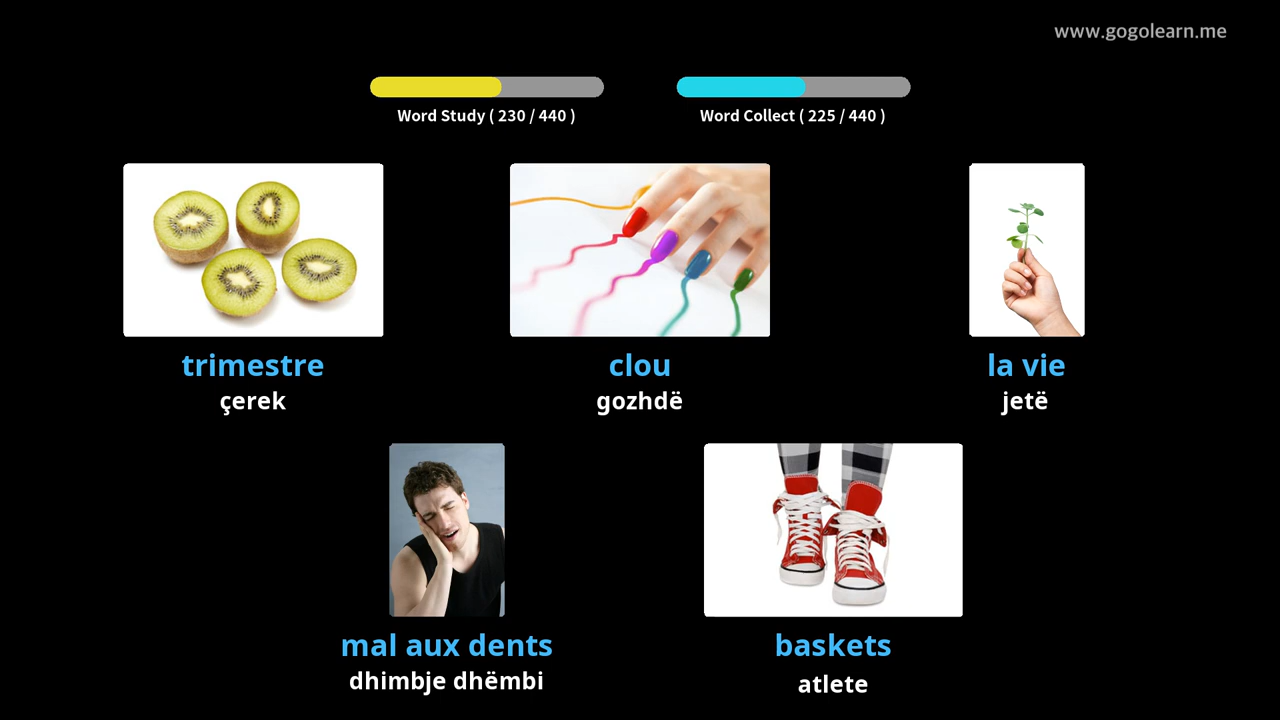 www.gogolearn.me
Word Study ( 230 / 440 )
Word Collect ( 225 / 440 )
trimestre
çerek
clou
gozhdë
la vie
jetë
mal aux dents
dhimbje dhëmbi
baskets
atlete